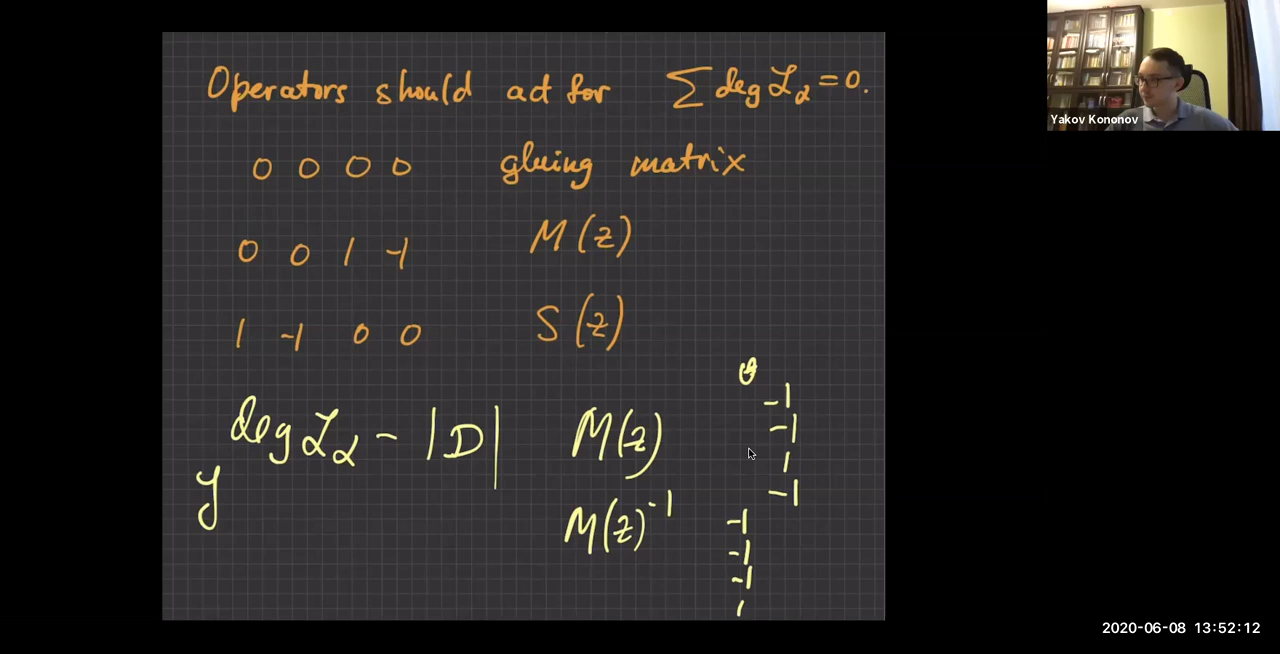 Operators should act for ∑ deg ℒ_α = 0.
0 0 0 0 gluing matrix
0 0 1 -1 M(z)
1 -1 0 0 S(z)
y^{deg ℒ_α - |D|} M(z)
M(z)^{-1}
-1
-1
1
-1
-1
-1
-1
1
Yakov Kononov
2020-06-08 13:52:12